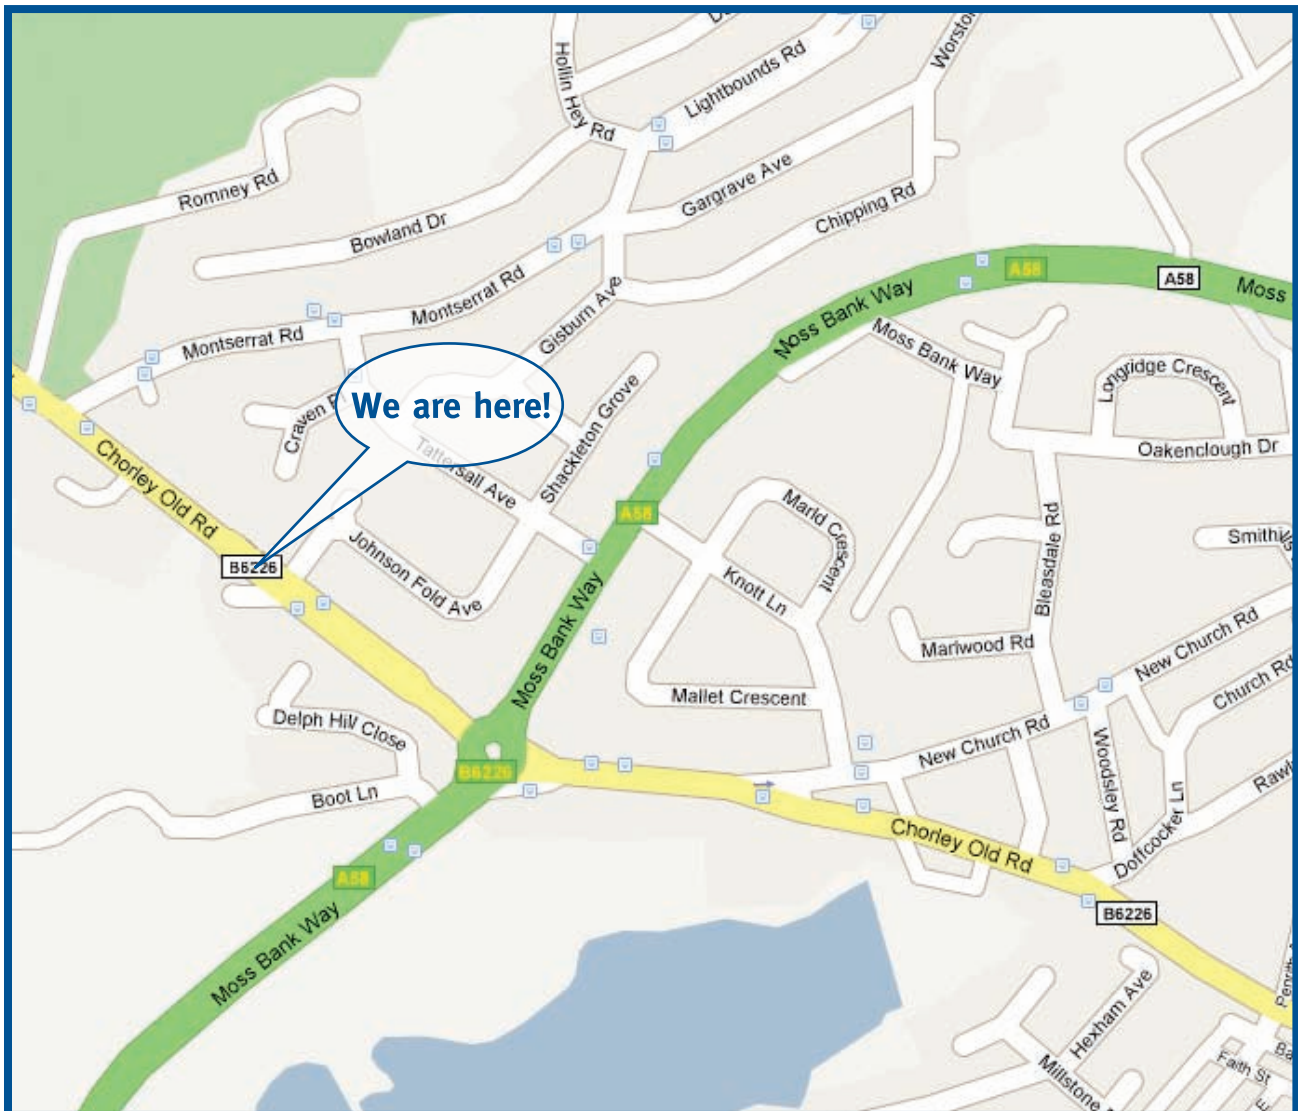 Hollin Hey Rd
Lightbounds Rd
Romney Rd
Gargrave Ave
Chipping Rd
Bowland Dr
Montserrat Rd
Montserrat Rd
Gisburn Ave
A58
A58
Moss
Moss Bank Way
Moss Bank Way
Longridge Crescent
Oakenclough Dr
We are here!
Craven
Tattersall Ave
Shackleton Grove
Chorley Old Rd
A58
Marld Crescent
Bleasdale Rd
B6226
Johnson Fold Ave
Knott Ln
Moss Bank Way
Marlwood Rd
New Church Rd
Church Rd
Mallet Crescent
Delph Hill Close
New Church Rd
Woodsley Rd
B6226
Boot Ln
Doffcocker Ln
Chorley Old Rd
A58
B6226
Moss Bank Way
Hexham Ave
Millstone
Faith St